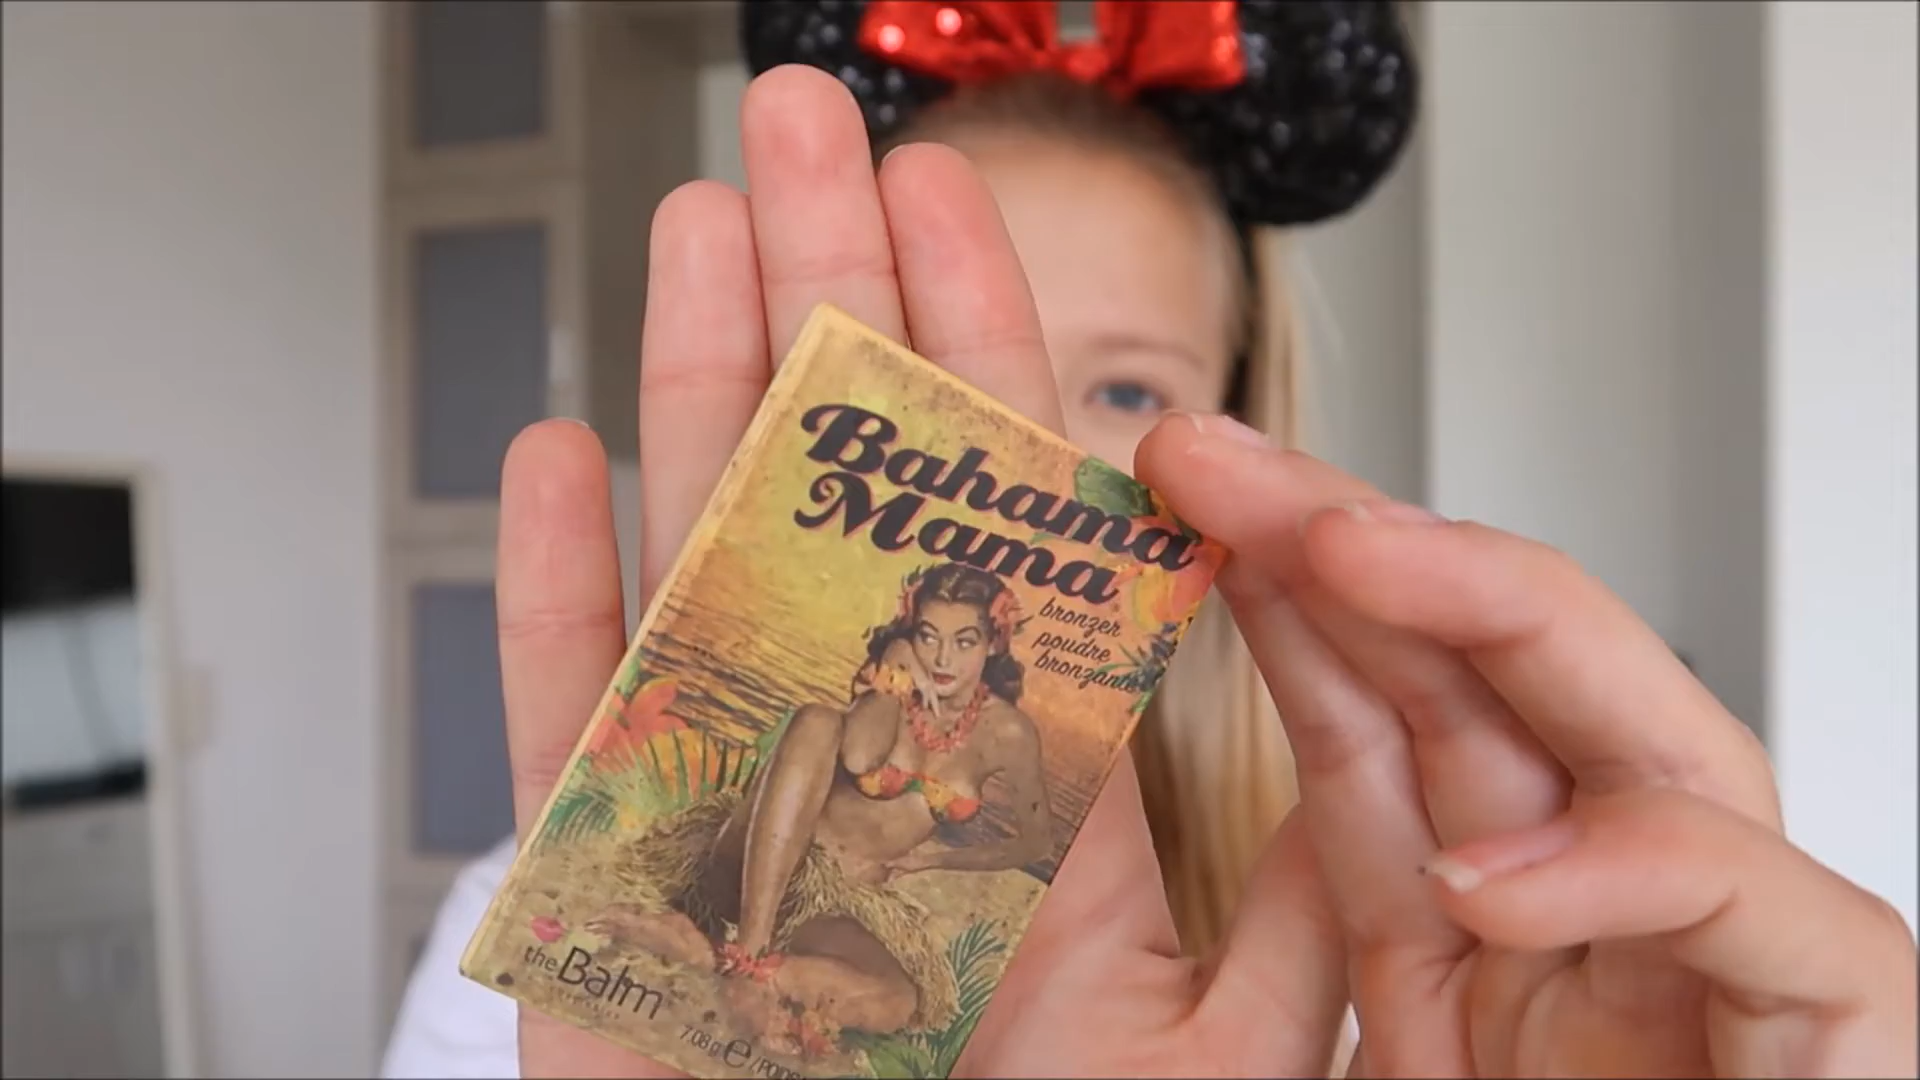 Bahama
Mama
bronzer
poudre
bronzante
theBalm
7.08 g e /